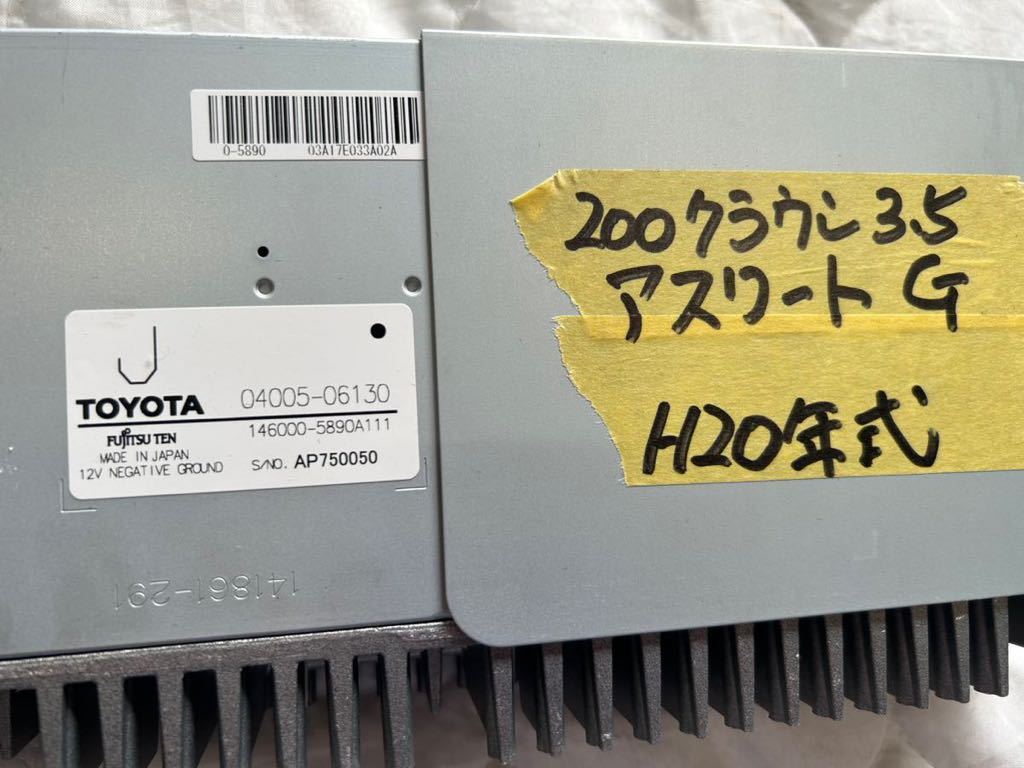 0-5890 03A17E033A02A
200クラウン3.5
アスリートG
H20年式
J
TOYOTA 04005-06130
FUJITSU TEN 146000-5890A111
MADE IN JAPAN
12V NEGATIVE GROUND S/NO. AP750050
141861-291